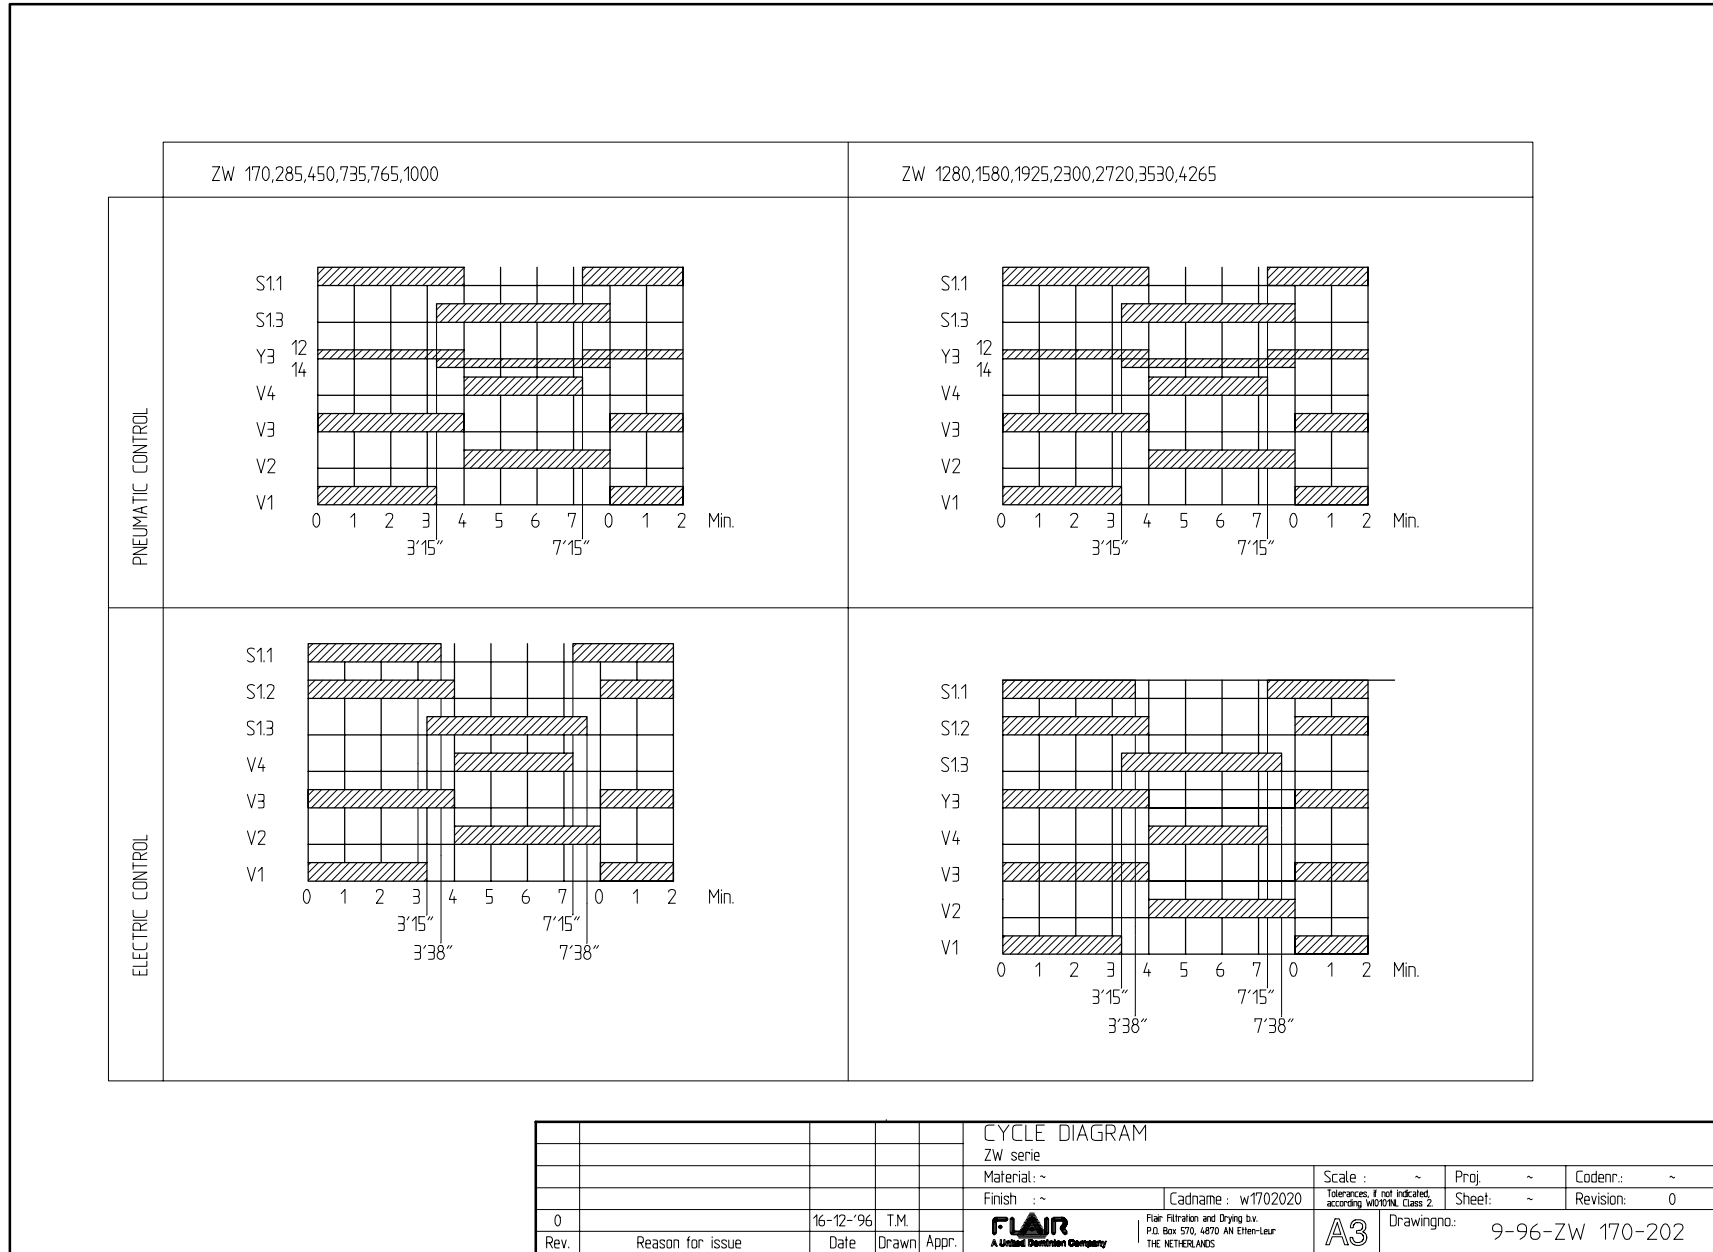 ZW 170,285,450,735,765,1000
ZW 1280,1580,1925,2300,2720,3530,4265
PNEUMATIC CONTROL
S1.1
S1.3
Y3 12
14
V4
V3
V2
V1
0 1 2 3 4 5 6 7 0 1 2 Min.
3'15" 7'15"
S1.1
S1.3
Y3 12
14
V4
V3
V2
V1
0 1 2 3 4 5 6 7 0 1 2 Min.
3'15" 7'15"
ELECTRIC CONTROL
S1.1
S1.2
S1.3
V4
V3
V2
V1
0 1 2 3 4 5 6 7 0 1 2 Min.
3'15" 7'15"
3'38" 7'38"
S1.1
S1.2
S1.3
Y3
V4
V3
V2
V1
0 1 2 3 4 5 6 7 0 1 2 Min.
3'15" 7'15"
3'38" 7'38"
CYCLE DIAGRAM
ZW serie
Material : ~
Scale : ~
Proj. ~
Codenr.: ~
Finish : ~
Cadname : w1702020
Tolerances, if not indicated,
according WI0101NL Class 2.
Sheet: ~
Revision: 0
0 16-12-'96 T.M.
Rev. Reason for issue Date Drawn Appr.
FLAIR
A United Dominion Company
Flair Filtration and Drying b.v.
P.O. Box 570, 4870 AN Etten-Leur
THE NETHERLANDS
A3
Drawingno.: 9-96-ZW 170-202